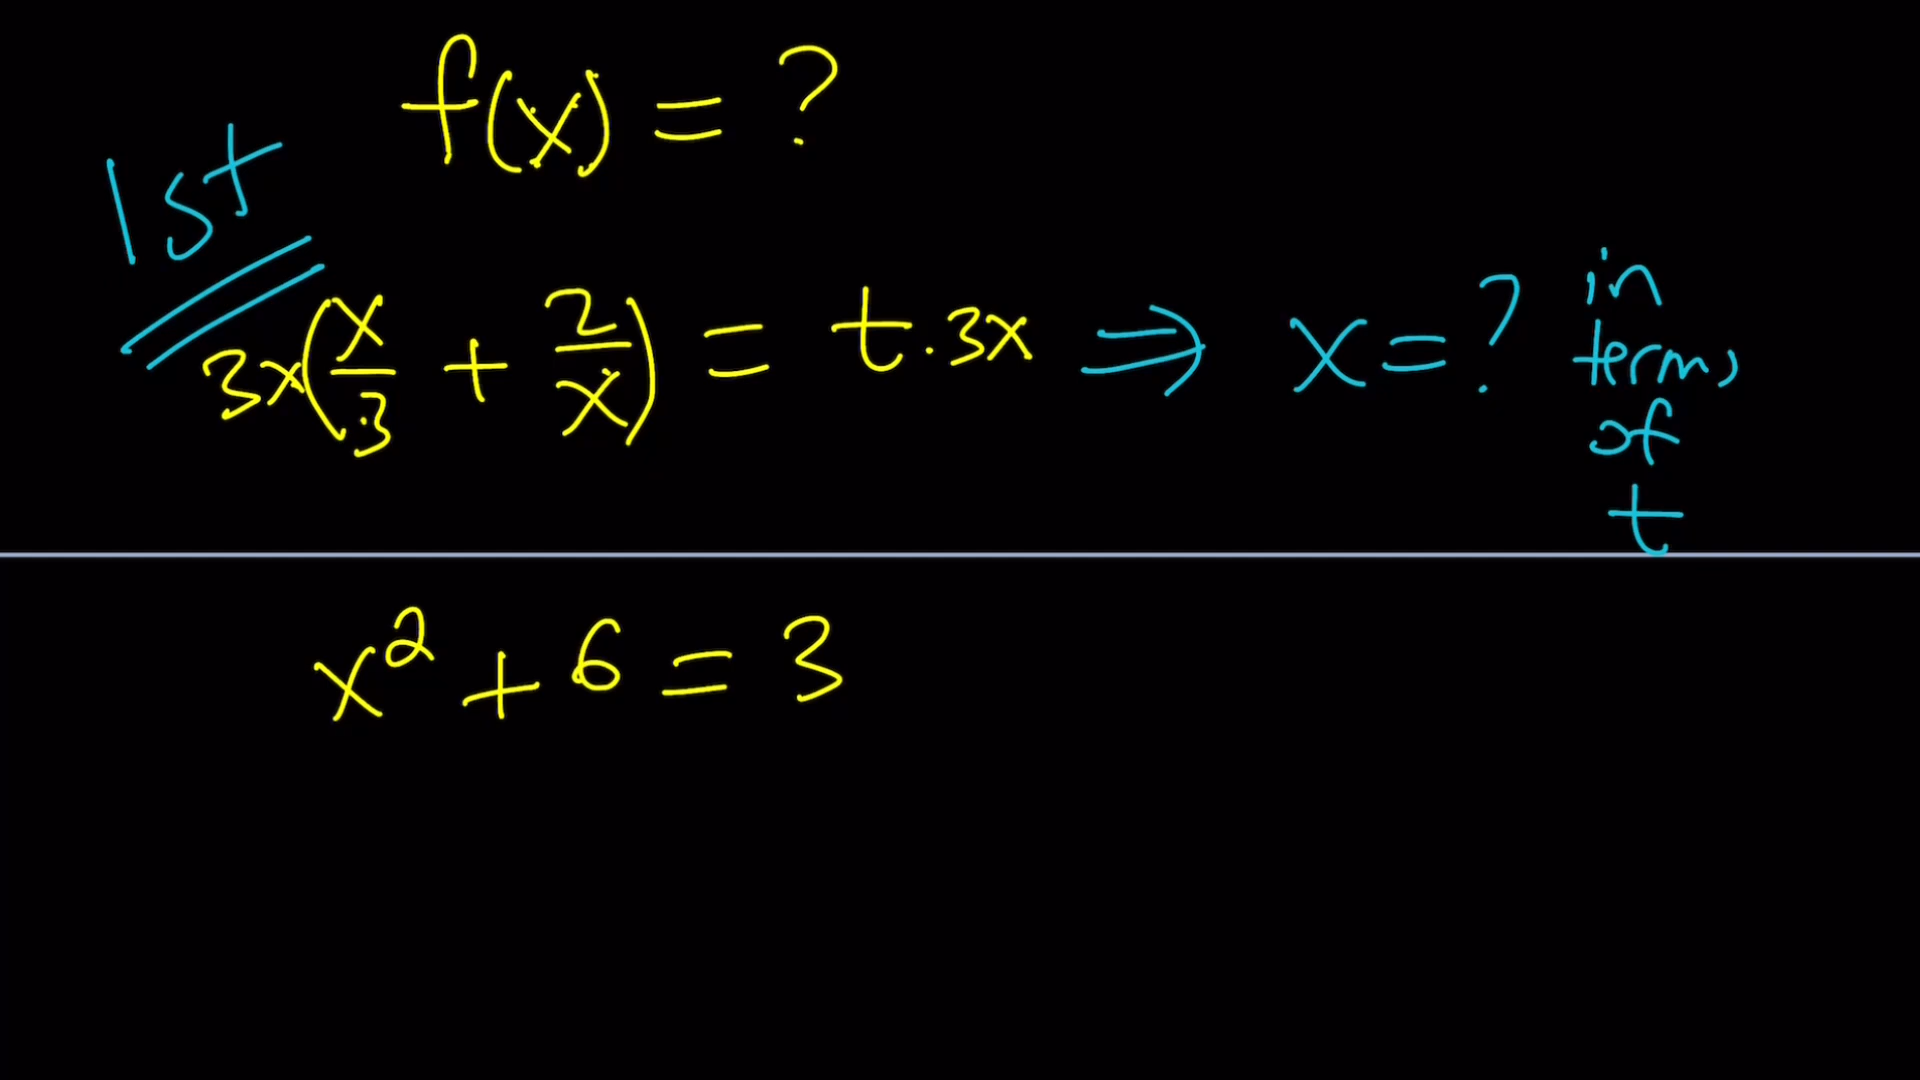 f(x) = ?
1st
3x(x/3 + 2/x) = t.3x ⇒ x = ? in terms of t
x² + 6 = 3